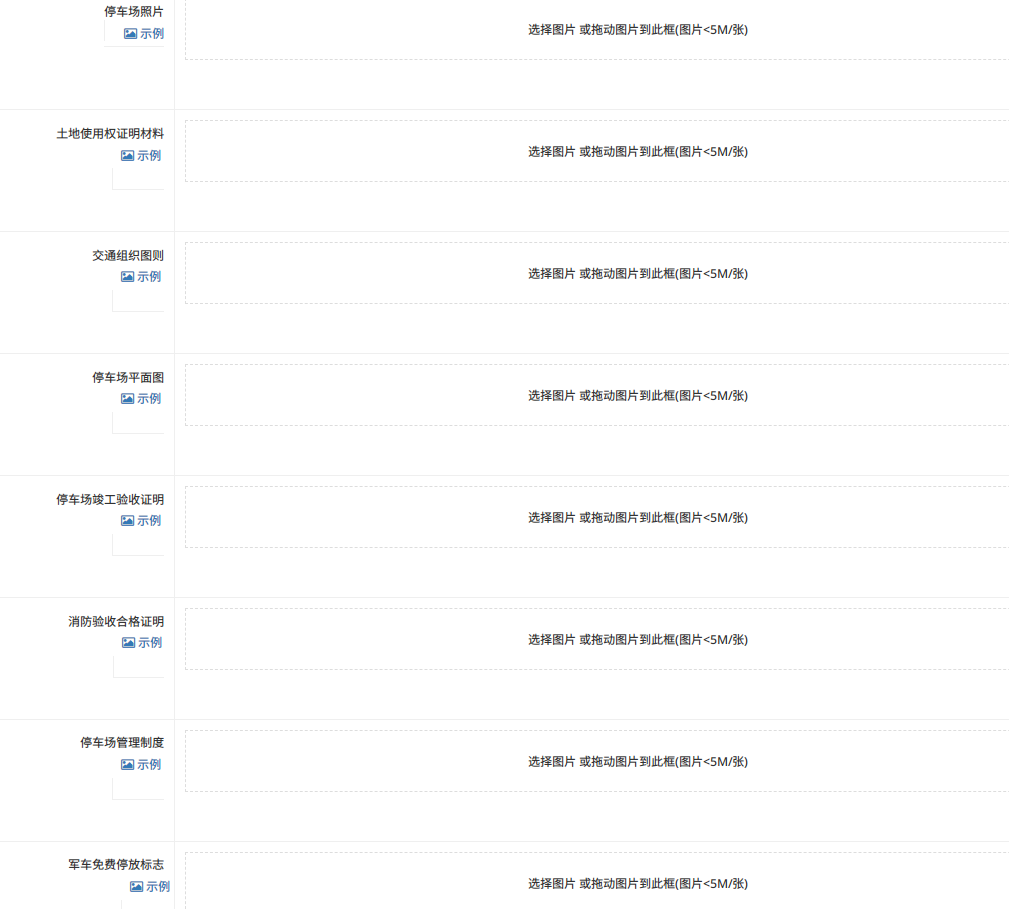 停车场照片
示例
选择图片 或拖动图片到此框(图片<5M/张)
土地使用权证明材料
示例
选择图片 或拖动图片到此框(图片<5M/张)
交通组织图则
示例
选择图片 或拖动图片到此框(图片<5M/张)
停车场平面图
示例
选择图片 或拖动图片到此框(图片<5M/张)
停车场竣工验收证明
示例
选择图片 或拖动图片到此框(图片<5M/张)
消防验收合格证明
示例
选择图片 或拖动图片到此框(图片<5M/张)
停车场管理制度
示例
选择图片 或拖动图片到此框(图片<5M/张)
军车免费停放标志
示例
选择图片 或拖动图片到此框(图片<5M/张)